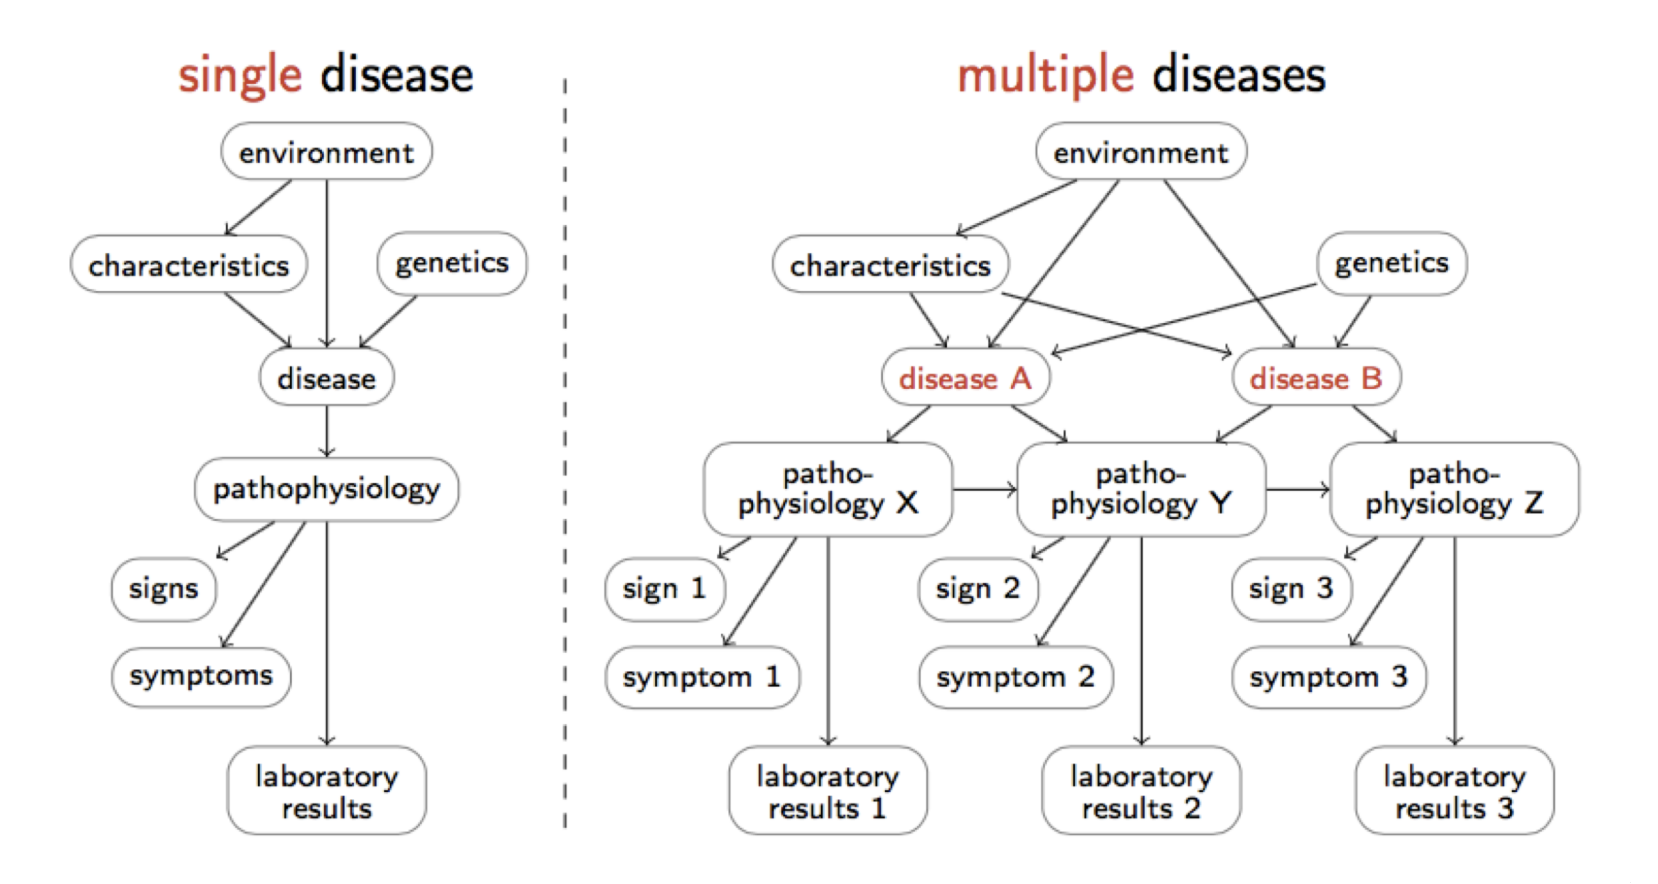 single disease
environment
characteristics
genetics
disease
pathophysiology
signs
symptoms
laboratory
results
multiple diseases
environment
characteristics
genetics
disease A
disease B
patho-
physiology X
patho-
physiology Y
patho-
physiology Z
sign 1
sign 2
sign 3
symptom 1
symptom 2
symptom 3
laboratory
results 1
laboratory
results 2
laboratory
results 3